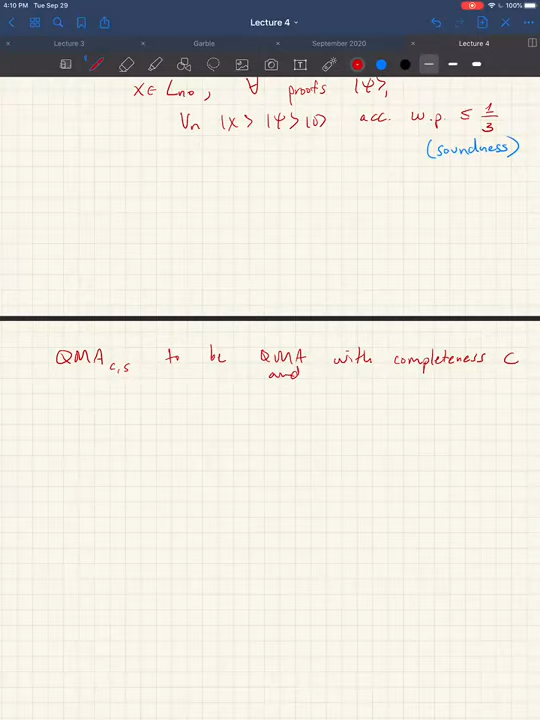 4:10 PM Tue Sep 29
100%
Lecture 4
Lecture 3
Garbie
September 2020
Lecture 4
x ∈ L_no, ∀ proofs |ψ>,
V_n |x>|ψ>|0> acc. w.p. ≤ 1/3
(soundness)
QMA_c,s to be QMA with completeness c
and